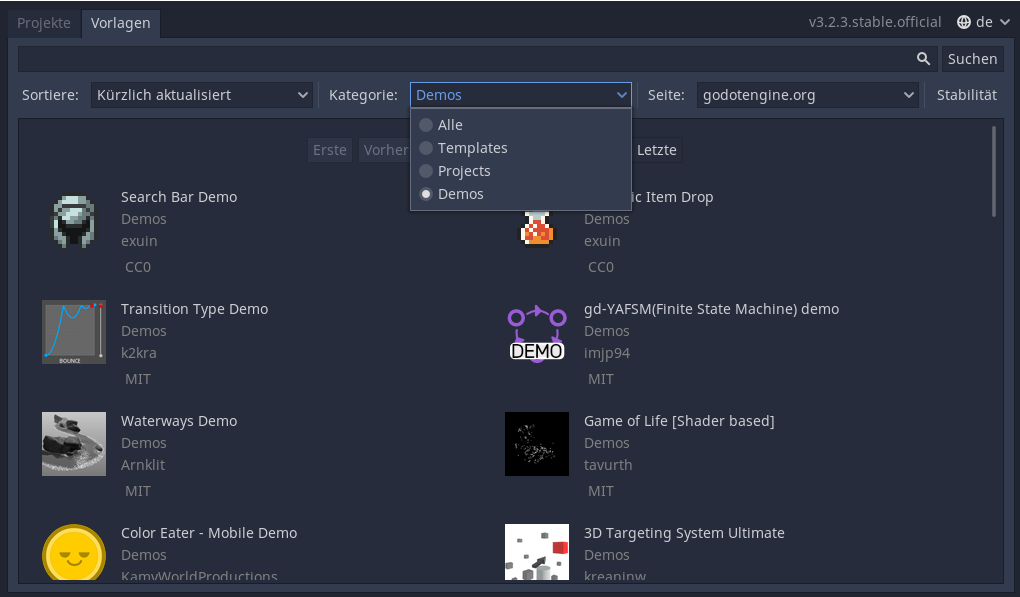 Projekte Vorlagen v3.2.3.stable.official de
Suchen
Sortiere: Kürzlich aktualisiert Kategorie: Demos Seite: godotengine.org Stabilität
Alle
Templates
Projects
Demos
Erste Vorher Letzte
Search Bar Demo
Demos
exuin
CC0
ic Item Drop
Demos
exuin
CC0
Transition Type Demo
Demos
k2kra
MIT
BOUNCE
gd-YAFSM(Finite State Machine) demo
Demos
imjp94
MIT
DEMO
Waterways Demo
Demos
Arnklit
MIT
Game of Life [Shader based]
Demos
tavurth
MIT
Color Eater - Mobile Demo
Demos
KamyWorldProductions
3D Targeting System Ultimate
Demos
kreaninw